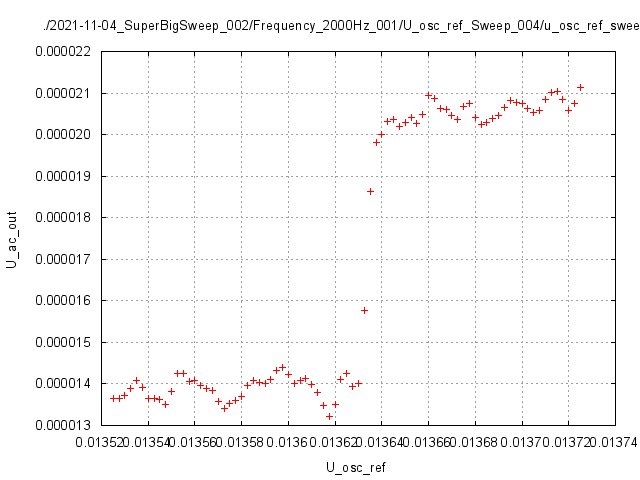 ./2021-11-04_SuperBigSweep_002/Frequency_2000Hz_001/U_osc_ref_Sweep_004/u_osc_ref_swee
0.000022
0.000021
0.000020
0.000019
0.000018
0.000017
0.000016
0.000015
0.000014
0.000013
U_ac_out
0.01352 0.01354 0.01356 0.01358 0.01360 0.01362 0.01364 0.01366 0.01368 0.01370 0.01372 0.01374
U_osc_ref